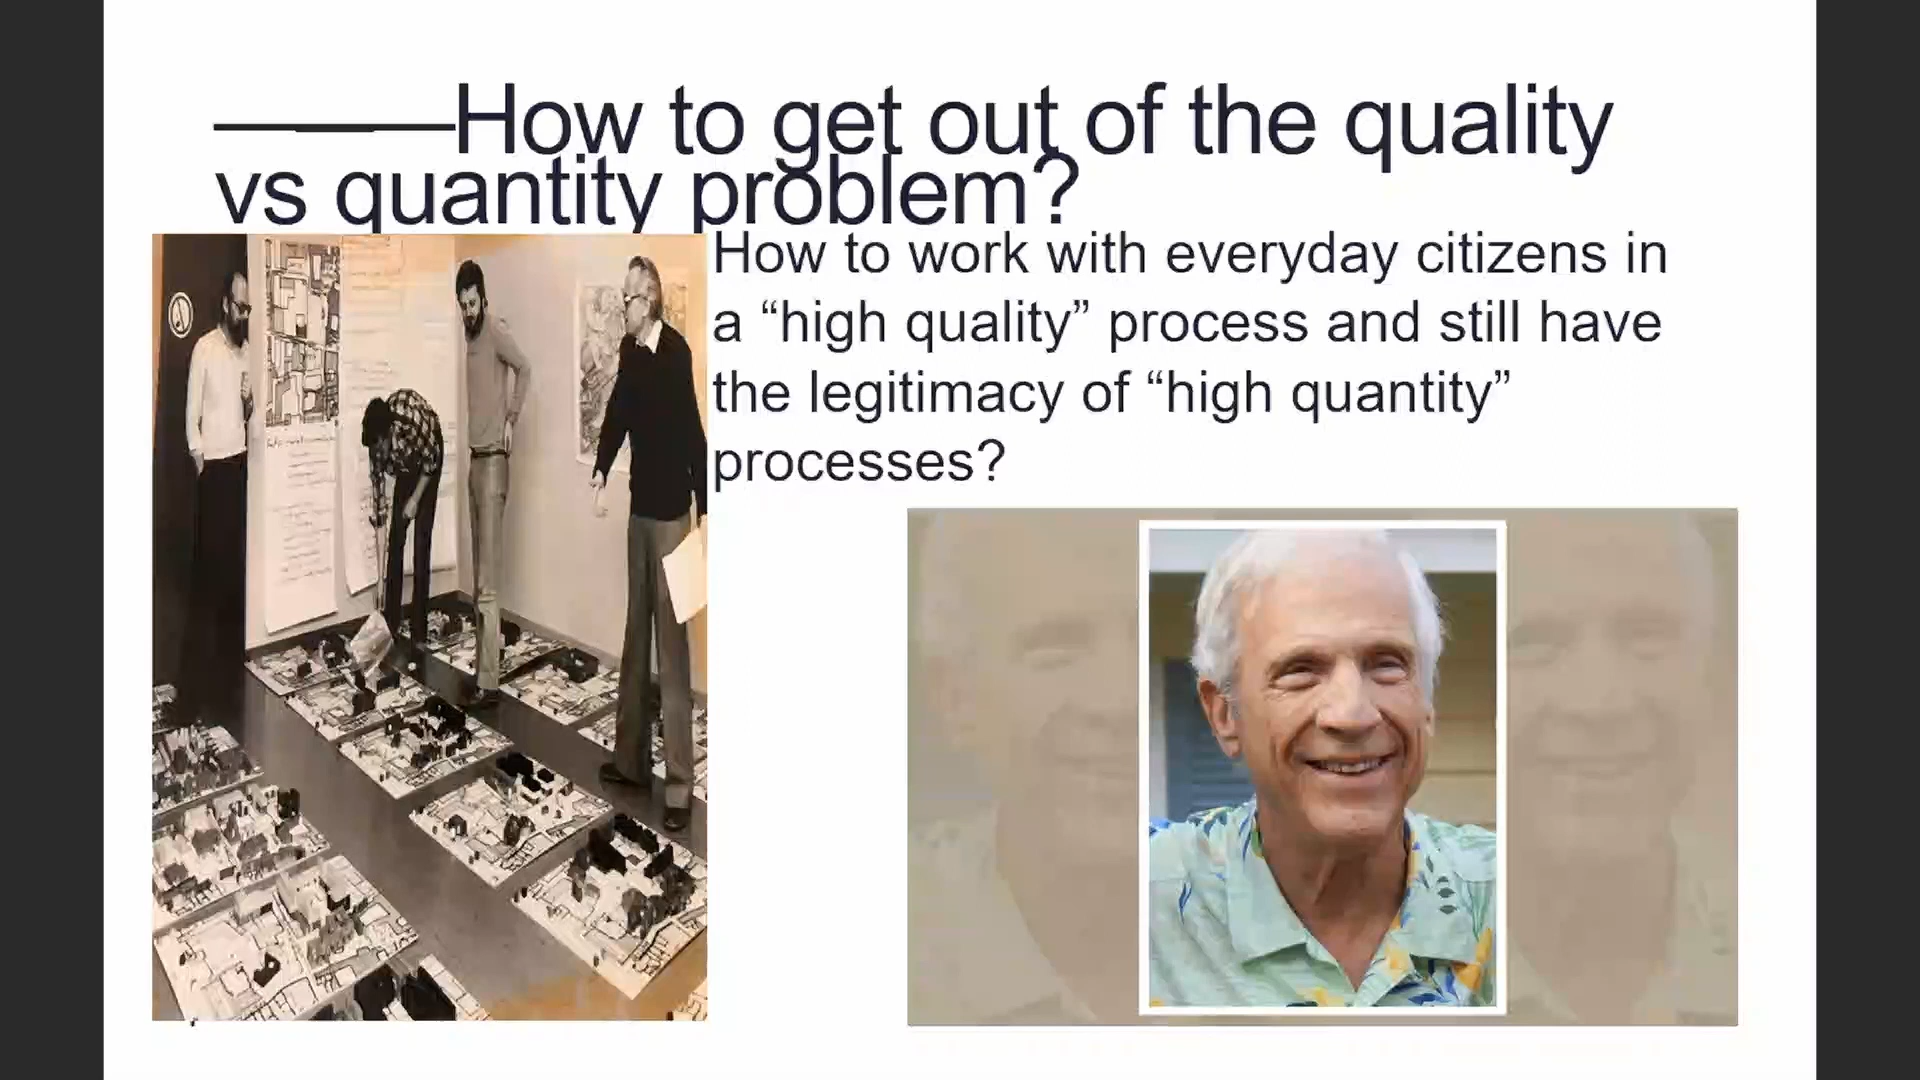 How to get out of the quality
vs quantity problem?
How to work with everyday citizens in
a “high quality” process and still have
the legitimacy of “high quantity”
processes?